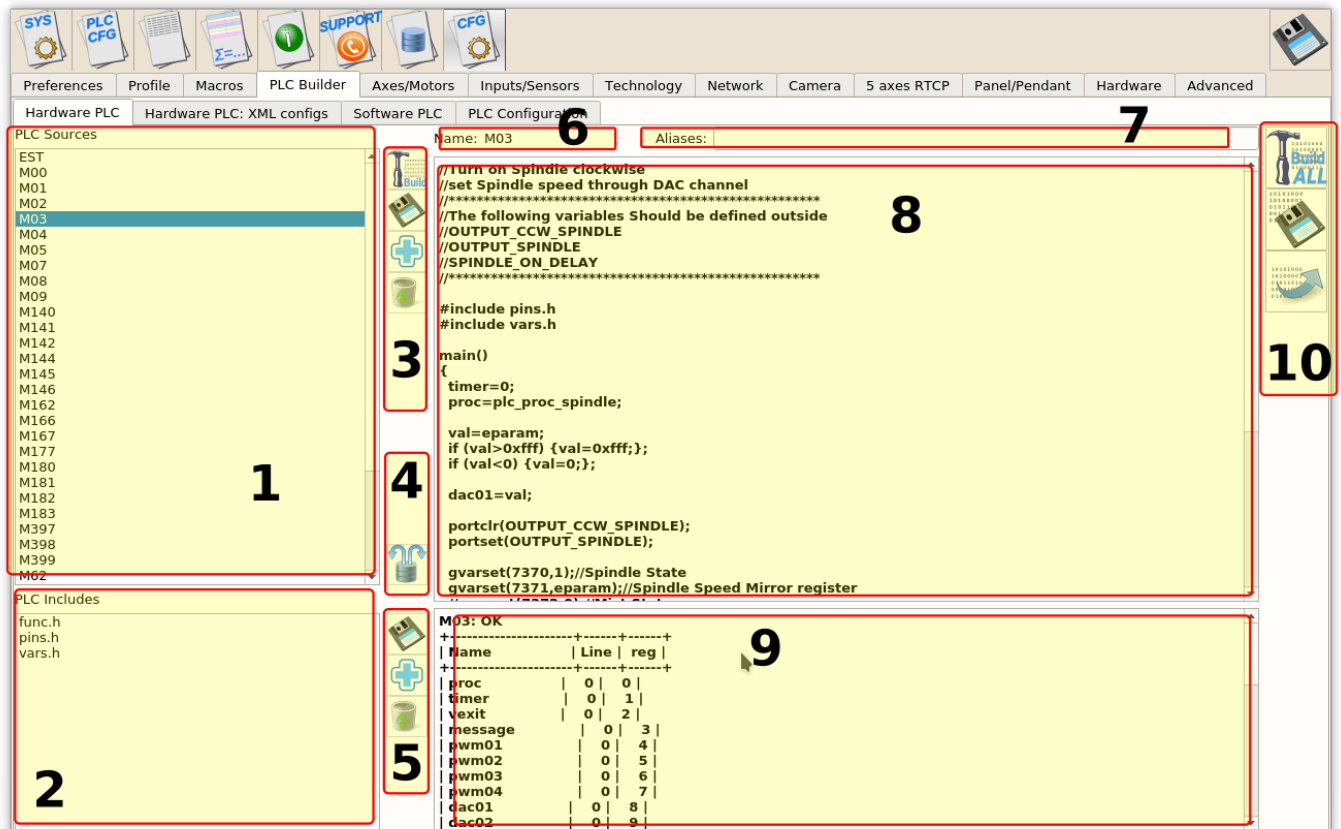 SYS
PLC
CFG
Σ=...
SUPPORT
CFG
Preferences
Profile
Macros
PLC Builder
Axes/Motors
Inputs/Sensors
Technology
Network
Camera
5 axes RTCP
Panel/Pendant
Hardware
Advanced
Hardware PLC
Hardware PLC: XML configs
Software PLC
PLC Configuration
PLC Sources
EST
M00
M01
M02
M03
M04
M05
M07
M08
M09
M140
M141
M142
M144
M145
M146
M162
M166
M167
M177
M180
M181
M182
M183
M397
M398
M399
M62
1
PLC Includes
func.h
pins.h
vars.h
2
Build
3
4
5
Name: M03
6
Aliases:
7
//Turn on Spindle clockwise
//set Spindle speed through DAC channel
//*****************************************************
//The following variables Should be defined outside
//OUTPUT_CCW_SPINDLE
//OUTPUT_SPINDLE
//SPINDLE_ON_DELAY
//*****************************************************
#include pins.h
#include vars.h
main()
{
timer=0;
proc=plc_proc_spindle;
val=eparam;
if (val>0xfff) {val=0xfff;};
if (val<0) {val=0;};
dac01=val;
portclr(OUTPUT_CCW_SPINDLE);
portset(OUTPUT_SPINDLE);
gvarset(7370,1);//Spindle State
gvarset(7371,eparam);//Spindle Speed Mirror register
8
M03: OK
+-----------------------+------+------+
| Name | Line | reg |
+-----------------------+------+------+
| proc | 0 | 0 |
| timer | 0 | 1 |
| vexit | 0 | 2 |
| message | 0 | 3 |
| pwm01 | 0 | 4 |
| pwm02 | 0 | 5 |
| pwm03 | 0 | 6 |
| pwm04 | 0 | 7 |
| dac01 | 0 | 8 |
| dac02 | 0 | 9 |
9
Build
ALL
10